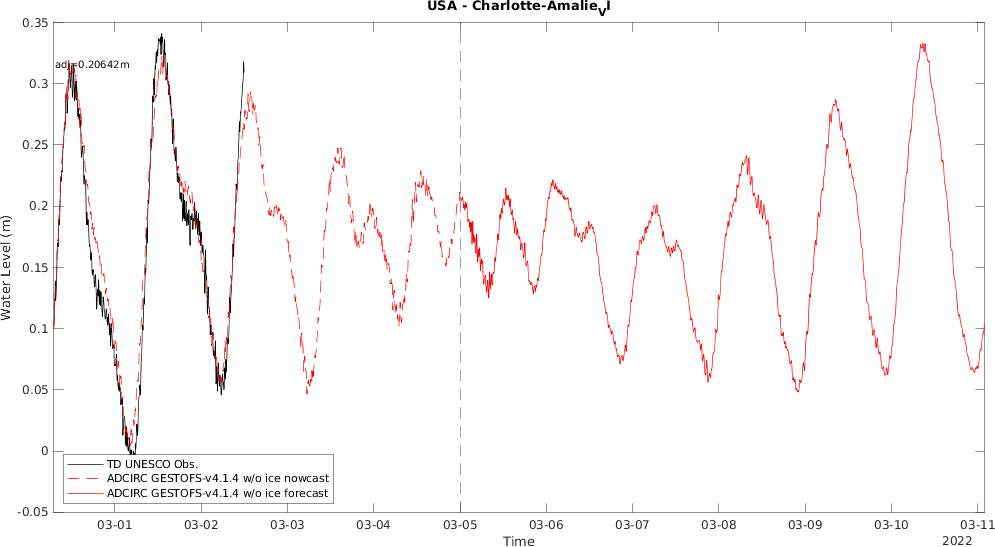 USA - Charlotte-AmalieVI
adj=0.20642m
Water Level (m)
0.35
0.3
0.25
0.2
0.15
0.1
0.05
0
-0.05
TD UNESCO Obs.
ADCIRC GESTOFS-v4.1.4 w/o ice nowcast
ADCIRC GESTOFS-v4.1.4 w/o ice forecast
03-01 03-02 03-03 03-04 03-05 03-06 03-07 03-08 03-09 03-10 03-11
Time
2022